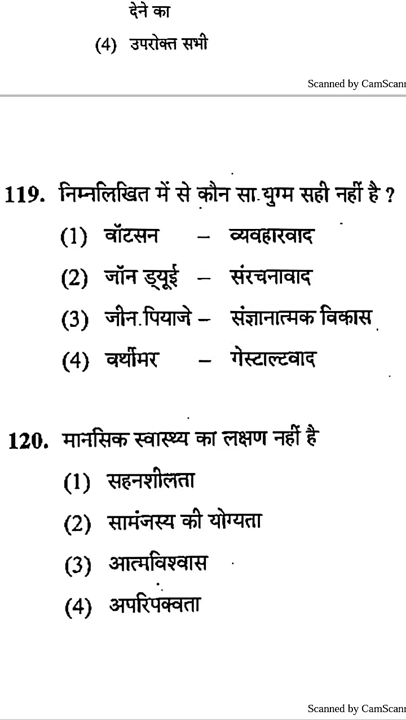 देने का
(4) उपरोक्त सभी
Scanned by CamScann
119. निम्नलिखित में से कौन सा युग्म सही नहीं है ?
(1) वॉटसन – व्यवहारवाद
(2) जॉन ड्यूई – संरचनावाद
(3) जीन पियाजे – संज्ञानात्मक विकास
(4) वर्थीमर – गेस्टाल्टवाद
120. मानसिक स्वास्थ्य का लक्षण नहीं है
(1) सहनशीलता
(2) सामंजस्य की योग्यता
(3) आत्मविश्वास
(4) अपरिपक्वता
Scanned by CamScann